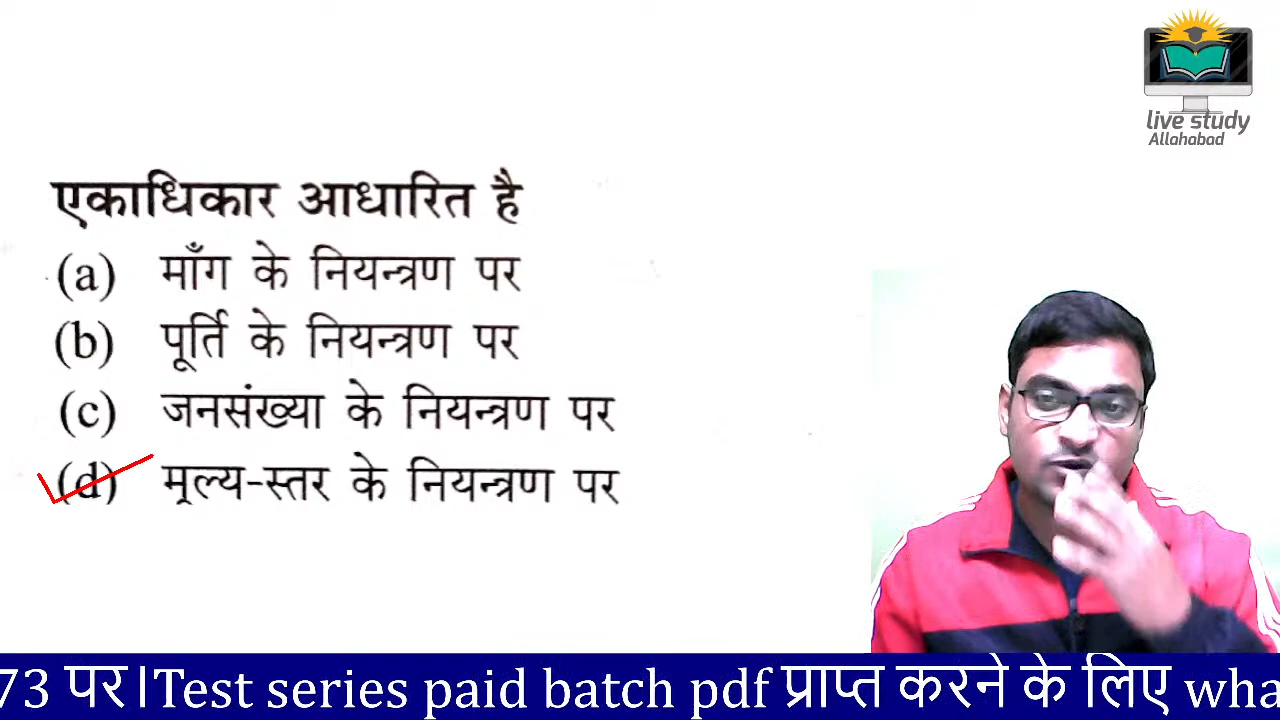 live study
Allahabad
एकाधिकार आधारित है
(a) माँग के नियन्त्रण पर
(b) पूर्ति के नियन्त्रण पर
(c) जनसंख्या के नियन्त्रण पर
(d) मूल्य-स्तर के नियन्त्रण पर
73 पर।Test series paid batch pdf प्राप्त करने के लिए wha